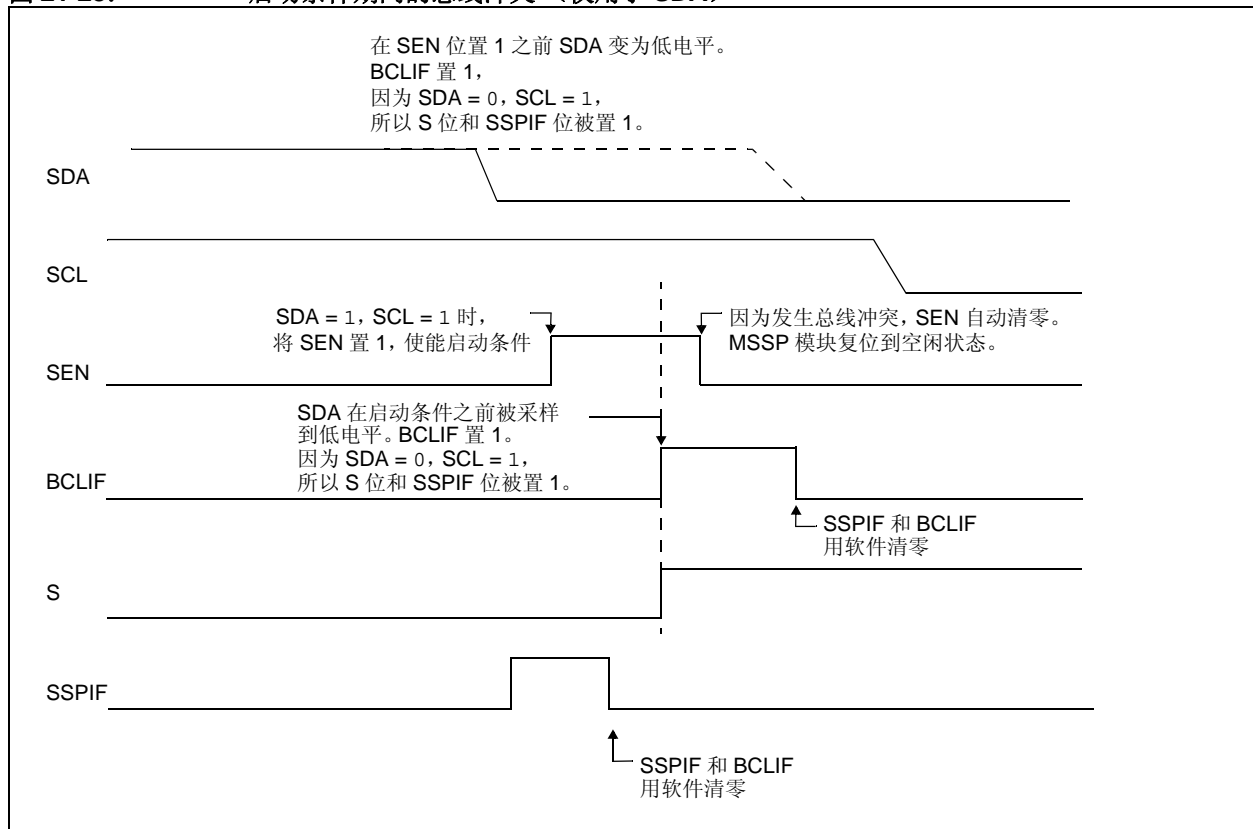 在 SEN 位置 1 之前 SDA 变为低电平。
BCLIF 置 1，
因为 SDA = 0，SCL = 1，
所以 S 位和 SSPIF 位被置 1。
SDA
SCL
SDA = 1，SCL = 1 时，
将 SEN 置 1，使能启动条件
因为发生总线冲突，SEN 自动清零。
MSSP 模块复位到空闲状态。
SEN
SDA 在启动条件之前被采样
到低电平。BCLIF 置 1。
因为 SDA = 0，SCL = 1，
所以 S 位和 SSPIF 位被置 1。
BCLIF
SSPIF 和 BCLIF
用软件清零
S
SSPIF
SSPIF 和 BCLIF
用软件清零